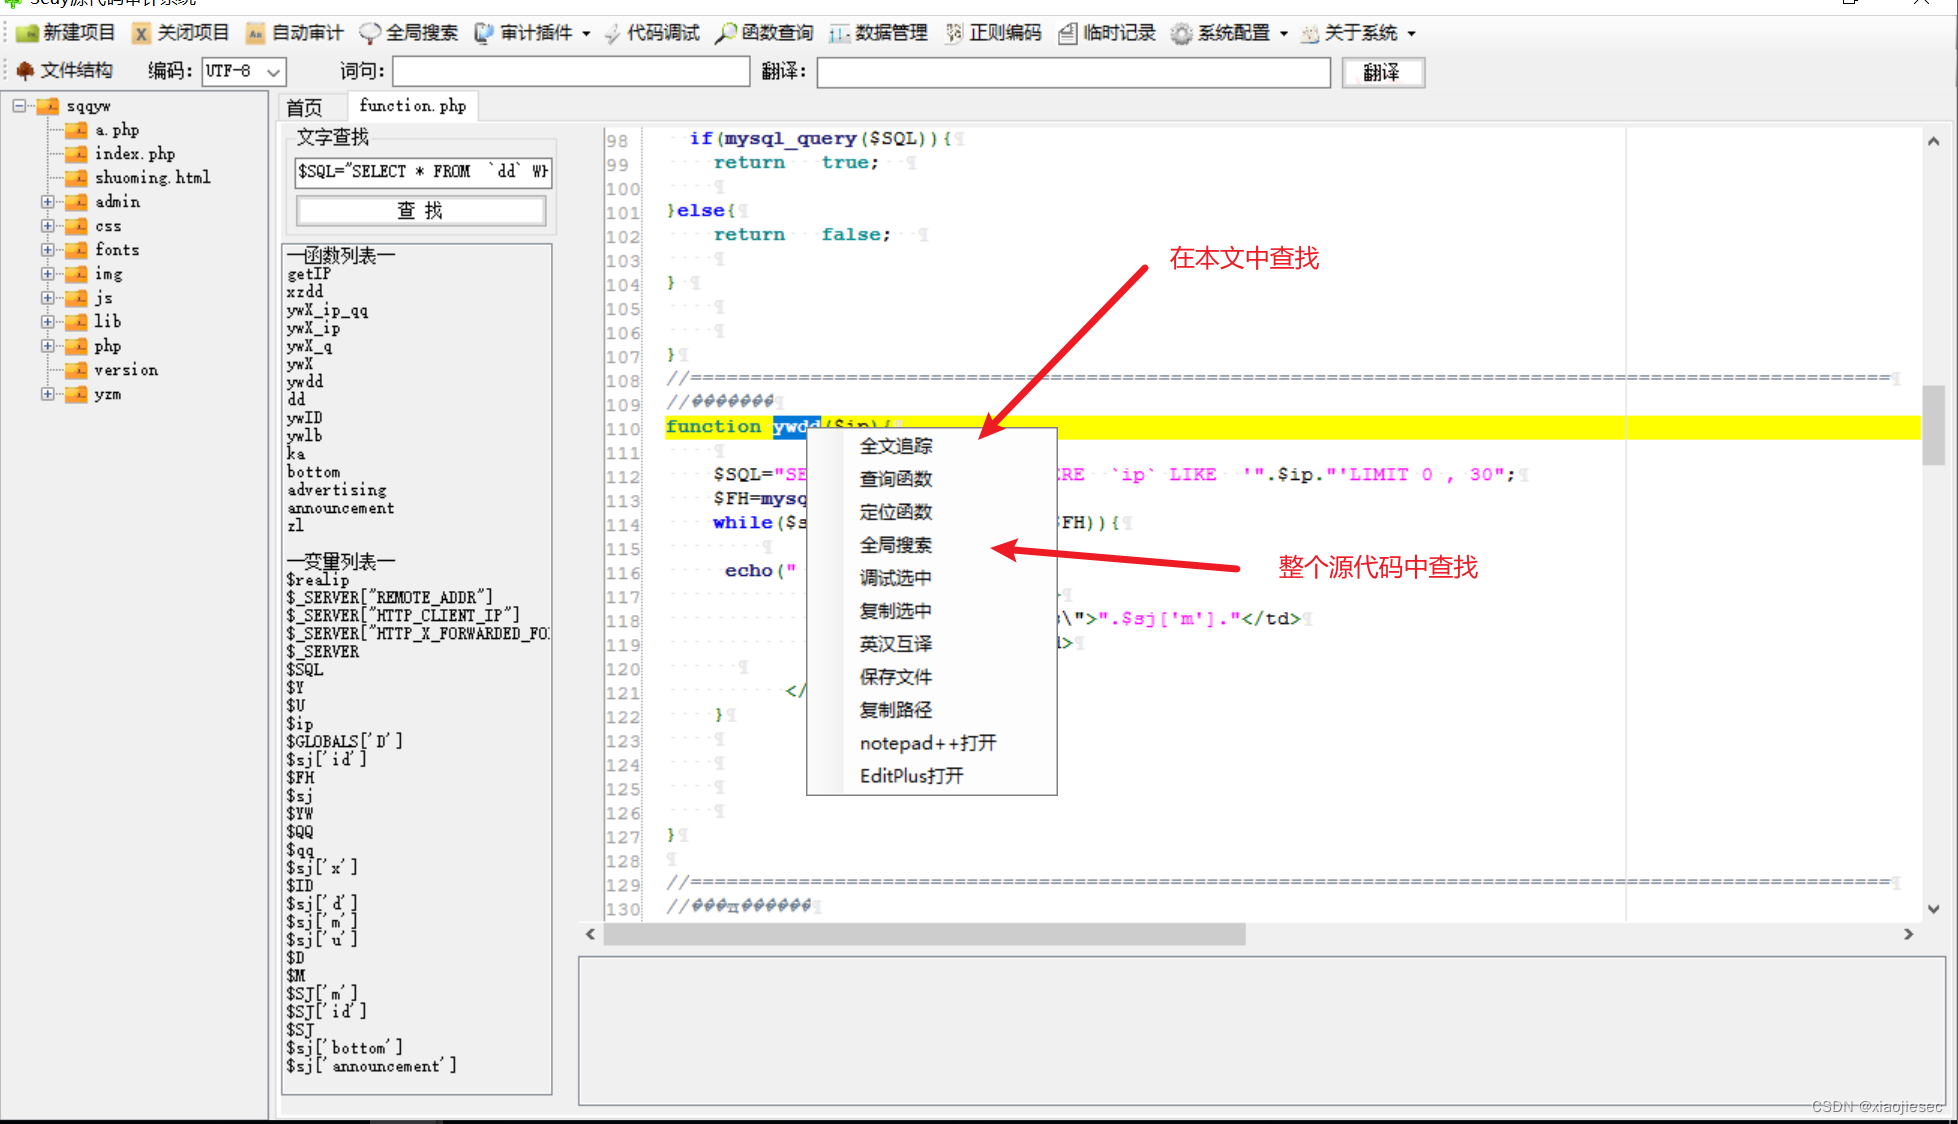 Seay源代码审计系统
新建项目 关闭项目 自动审计 全局搜索 审计插件 代码调试 函数查询 数据管理 正则编码 临时记录 系统配置 关于系统
文件结构 编码: UTF-8 词句: 翻译: 翻译
sqqyw
a.php
index.php
shuoming.html
admin
css
fonts
img
js
lib
php
version
yzm
首页 function.php
文字查找
$SQL="SELECT * FROM `dd` WH
查 找
一函数列表一
getIP
xzdd
ywX_ip_qq
ywX_ip
ywX_q
ywX
ywdd
dd
ywID
ywlb
ka
bottom
advertising
announcement
zl
一变量列表一
$realip
$_SERVER["REMOTE_ADDR"]
$_SERVER["HTTP_CLIENT_IP"]
$_SERVER["HTTP_X_FORWARDED_FO
$_SERVER
$SQL
$Y
$U
$ip
$GLOBALS['D']
$sj['id']
$FH
$sj
$YW
$QQ
$qq
$sj['x']
$ID
$sj['d']
$sj['m']
$sj['u']
$D
$M
$SJ['m']
$SJ['id']
$SJ
$sj['bottom']
$sj['announcement']
98 if(mysql_query($SQL)){¶
99 return true; ¶
100 ¶
101 }else{¶
102 return false; ¶
103 ¶
104 } ¶
105 ¶
106 ¶
107 }¶
108 //====================================================================================================¶
109 //�������¶
110 function ywdd($ip){¶
111 ¶
112 $SQL="SE ERE `ip` LIKE '".$ip."'LIMIT 0 , 30";¶
113 $FH=mysq
114 while($s $FH)){¶
115 ¶
116 echo("
117 >¶
118 \">".$sj['m']."</td>¶
119 >¶
120 ¶
121 </
122 }¶
123 ¶
124 ¶
125 ¶
126 ¶
127 }¶
128 ¶
129 //====================================================================================================¶
130 //���д������¶
全文追踪
查询函数
定位函数
全局搜索
调试选中
复制选中
英汉互译
保存文件
复制路径
notepad++打开
EditPlus打开
在本文中查找
整个源代码中查找
CSDN @xiaojiesec